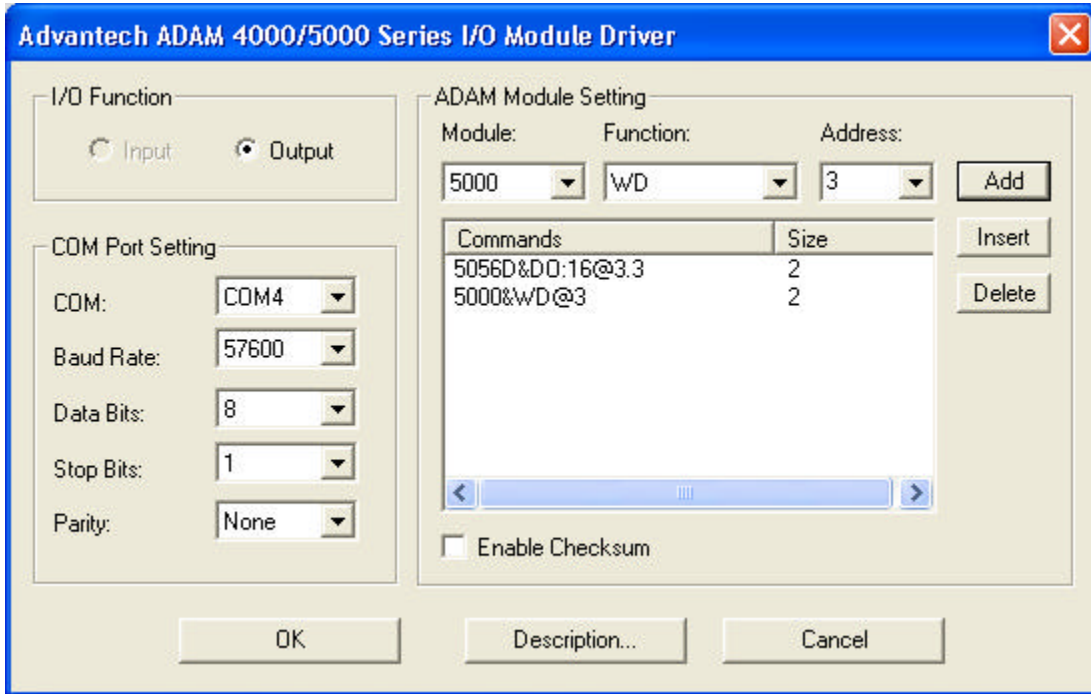 Advantech ADAM 4000/5000 Series I/O Module Driver
I/O Function
Input
Output
COM Port Setting
COM:
COM4
Baud Rate:
57600
Data Bits:
8
Stop Bits:
1
Parity:
None
ADAM Module Setting
Module:
Function:
Address:
5000
WD
3
Add
Commands
Size
Insert
5056D&DO:16@3.3
2
5000&WD@3
2
Delete
Enable Checksum
OK
Description...
Cancel